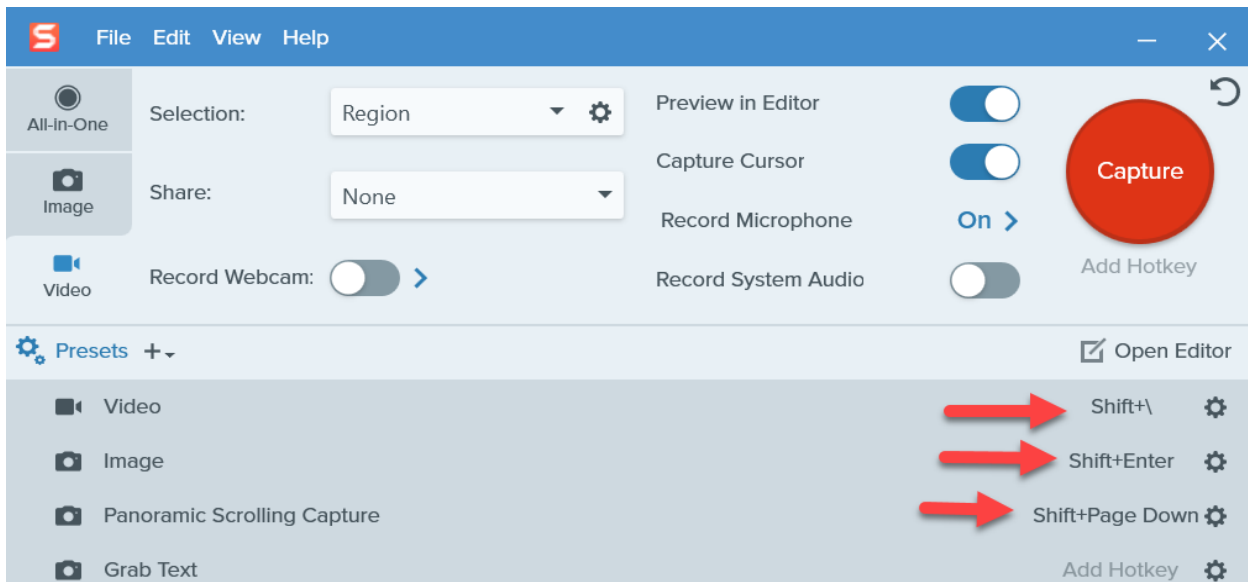 File Edit View Help
All-in-One
Image
Video
Selection:
Region
Share:
None
Record Webcam:
Preview in Editor
Capture Cursor
Record Microphone
On
Record System Audio
Capture
Add Hotkey
Presets
Open Editor
Video Shift+\
Image Shift+Enter
Panoramic Scrolling Capture Shift+Page Down
Grab Text Add Hotkey